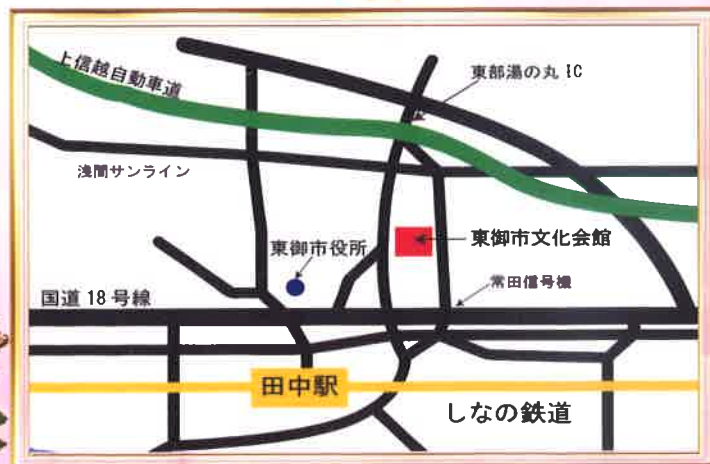 上信越自動車道
東部湯の丸 IC
浅間サンライン
東御市文化会館
東御市役所
常田信号機
国道 18 号線
田中駅
しなの鉄道